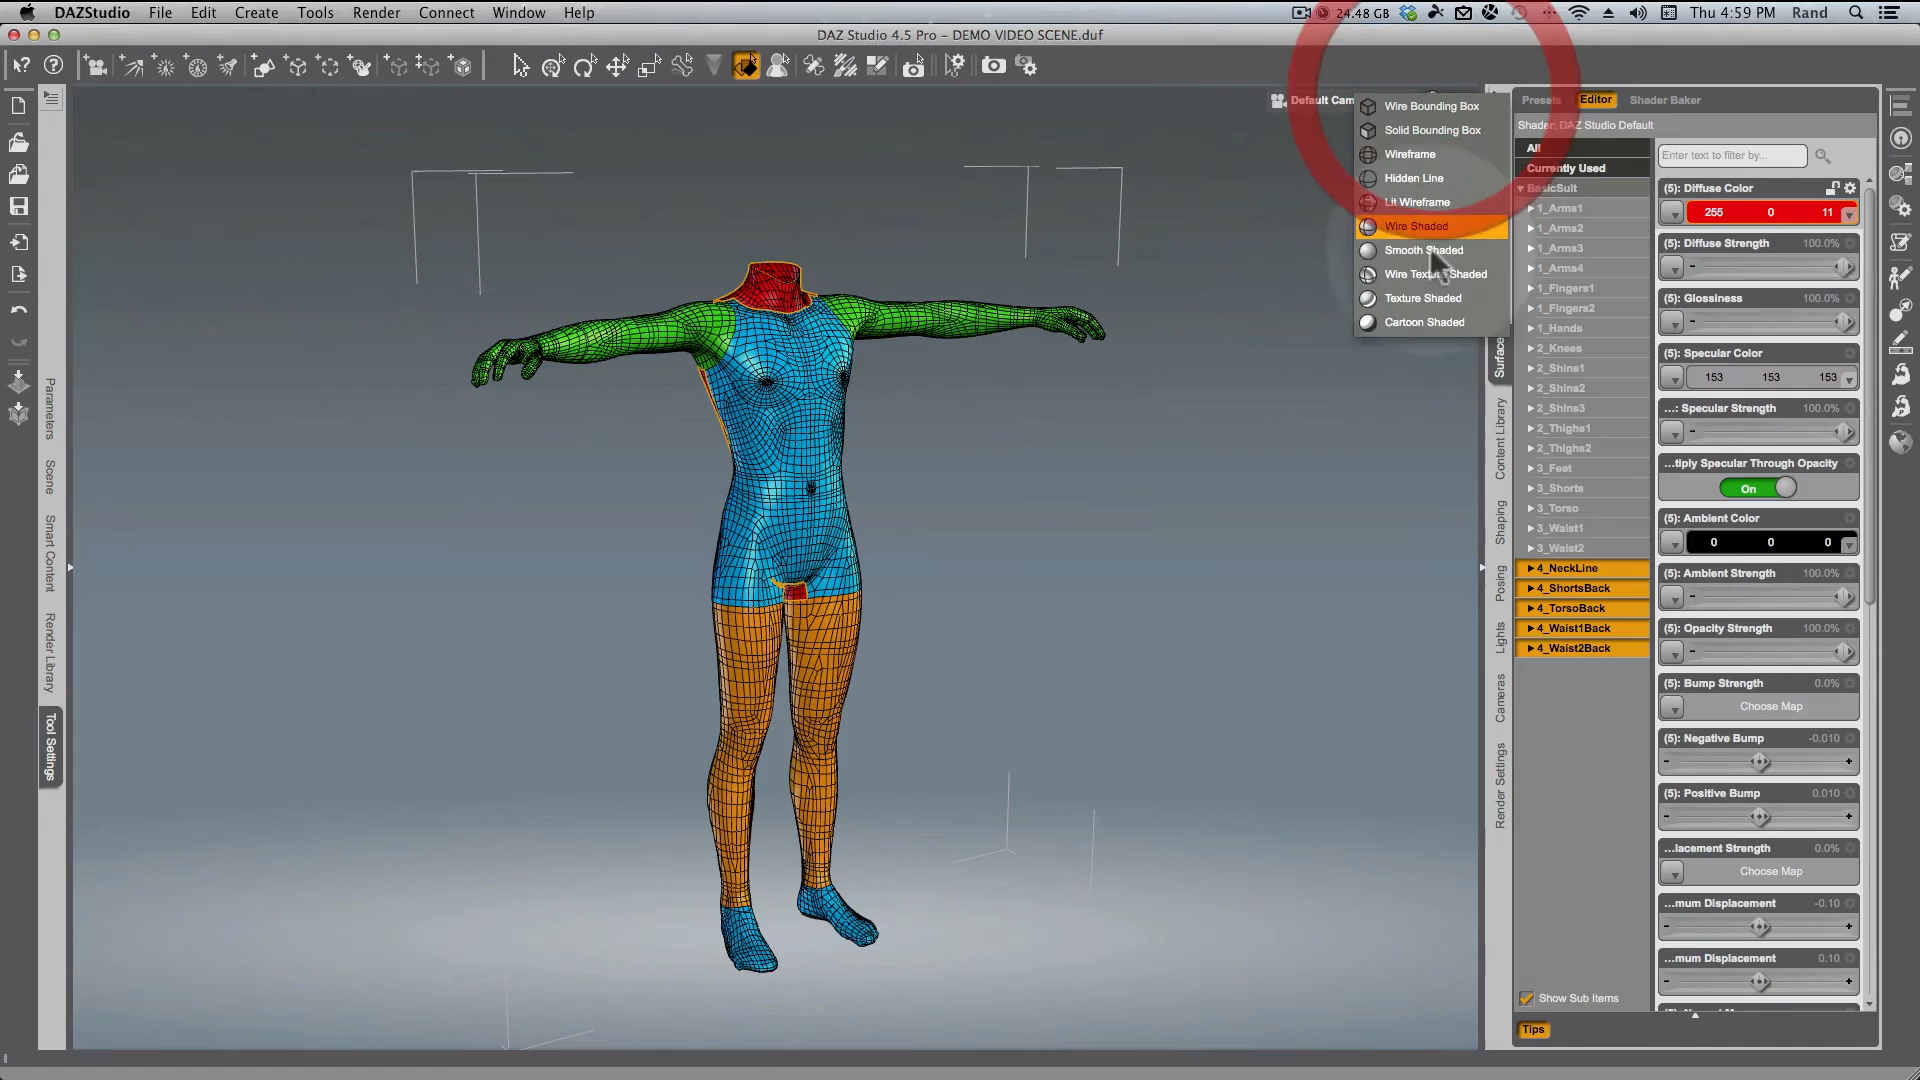 DAZStudio File Edit Create Tools Render Connect Window Help
24.48 GB Thu 4:59 PM Rand
DAZ Studio 4.5 Pro – DEMO VIDEO SCENE.duf
Parameters
Scene
Smart Content
Render Library
Tool Settings
Default Cam
Wire Bounding Box
Solid Bounding Box
Wireframe
Hidden Line
Lit Wireframe
Wire Shaded
Smooth Shaded
Wire Texture Shaded
Texture Shaded
Cartoon Shaded
Content Library
Shaping
Posing
Lights
Cameras
Render Settings
Presets Editor Shader Baker
Shader: DAZ Studio Default
All
Currently Used
BasicSuit
1_Arms1
1_Arms2
1_Arms3
1_Arms4
1_Fingers1
1_Fingers2
1_Hands
2_Knees
2_Shins1
2_Shins2
2_Shins3
2_Thighs1
2_Thighs2
3_Feet
3_Shorts
3_Torso
3_Waist1
3_Waist2
4_NeckLine
4_ShortsBack
4_TorsoBack
4_Waist1Back
4_Waist2Back
Show Sub Items
Tips
Enter text to filter by...
(5): Diffuse Color
255 0 11
(5): Diffuse Strength 100.0%
(5): Glossiness 100.0%
(5): Specular Color
153 153 153
...: Specular Strength 100.0%
...tiply Specular Through Opacity
On
(5): Ambient Color
0 0 0
(5): Ambient Strength 100.0%
(5): Opacity Strength 100.0%
(5): Bump Strength 0.0%
Choose Map
(5): Negative Bump -0.010
(5): Positive Bump 0.010
...lacement Strength 0.0%
Choose Map
...mum Displacement -0.10
...mum Displacement 0.10